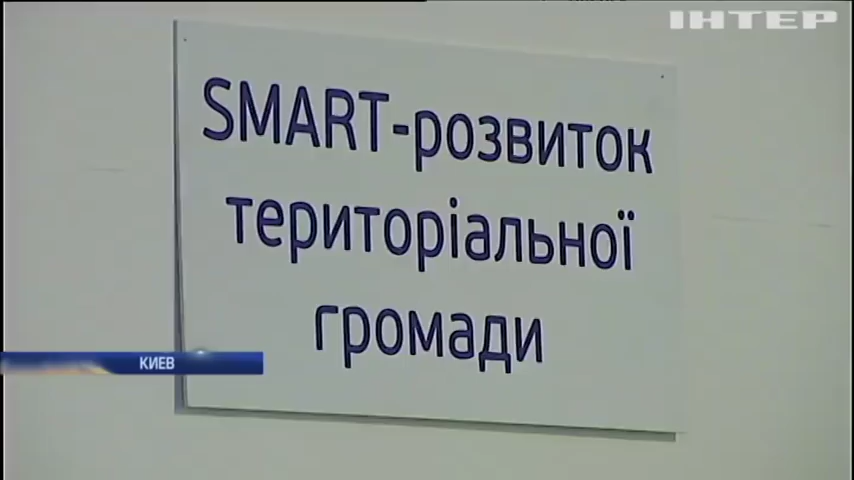 ІНТЕР
SMART-розвиток
територіальної
громади
КИЕВ